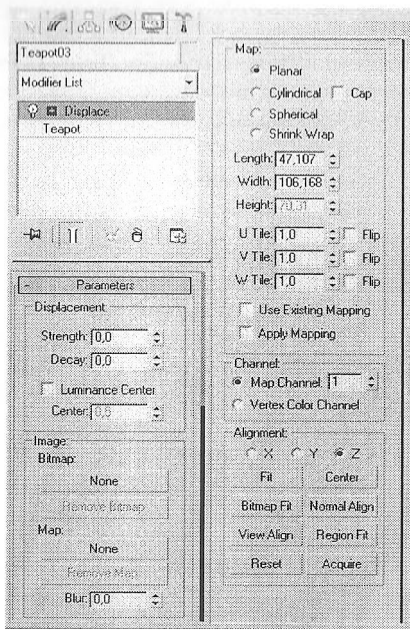 Teapot03
Modifier List
Displace
Teapot
Parameters
Displacement:
Strength: 0,0
Decay: 0,0
Luminance Center
Center: 0,5
Image:
Bitmap:
None
Remove Bitmap
Map:
None
Remove Map
Blur: 0,0
Map:
Planar
Cylindrical Cap
Spherical
Shrink Wrap
Length: 47,107
Width: 106,168
Height: 70,31
U Tile: 1,0 Flip
V Tile: 1,0 Flip
W Tile: 1,0 Flip
Use Existing Mapping
Apply Mapping
Channel:
Map Channel: 1
Vertex Color Channel
Alignment:
X Y Z
Fit Center
Bitmap Fit Normal Align
View Align Region Fit
Reset Acquire